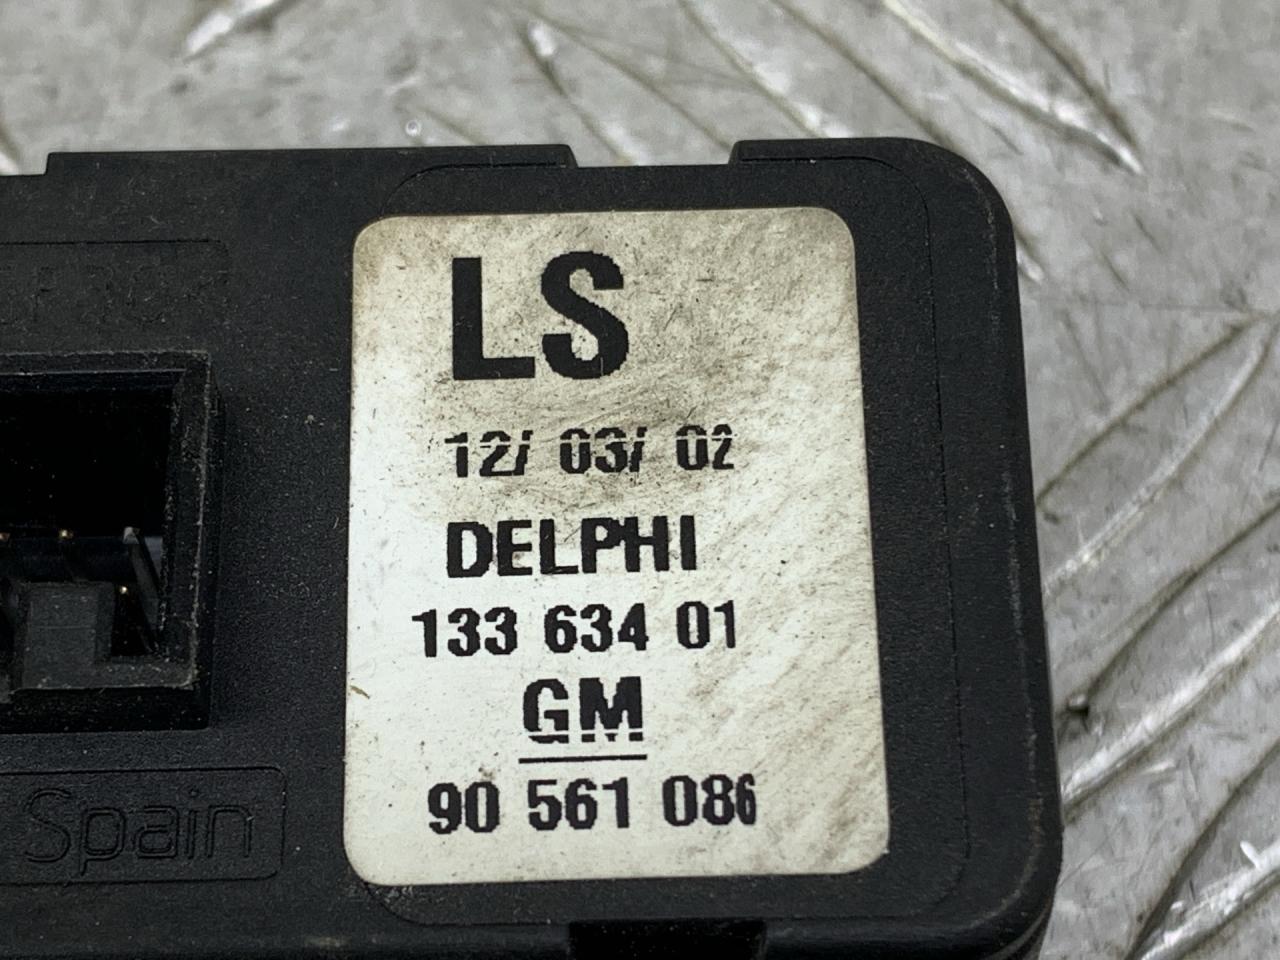 LS
12/ 03/ 02
DELPHI
133 634 01
GM
90 561 086
Spain